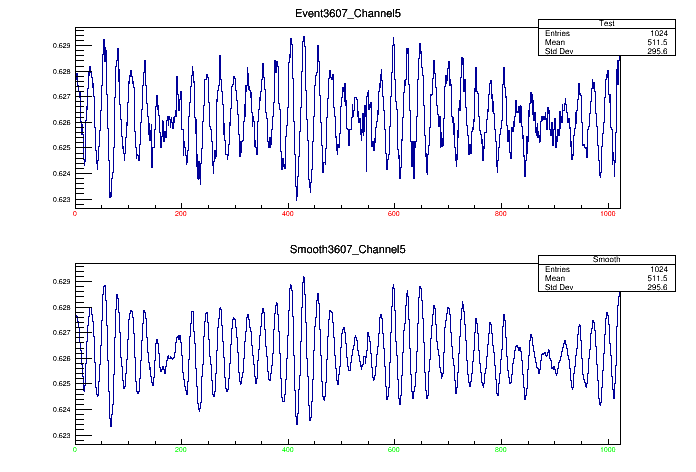 Event3607_Channel5
Test
Entries 1024
Mean 511.5
Std Dev 295.6
0.629
0.628
0.627
0.626
0.625
0.624
0.623
0 200 400 600 800 1000
Smooth3607_Channel5
Smooth
Entries 1024
Mean 511.5
Std Dev 295.6
0.629
0.628
0.627
0.626
0.625
0.624
0.623
0 200 400 600 800 1000